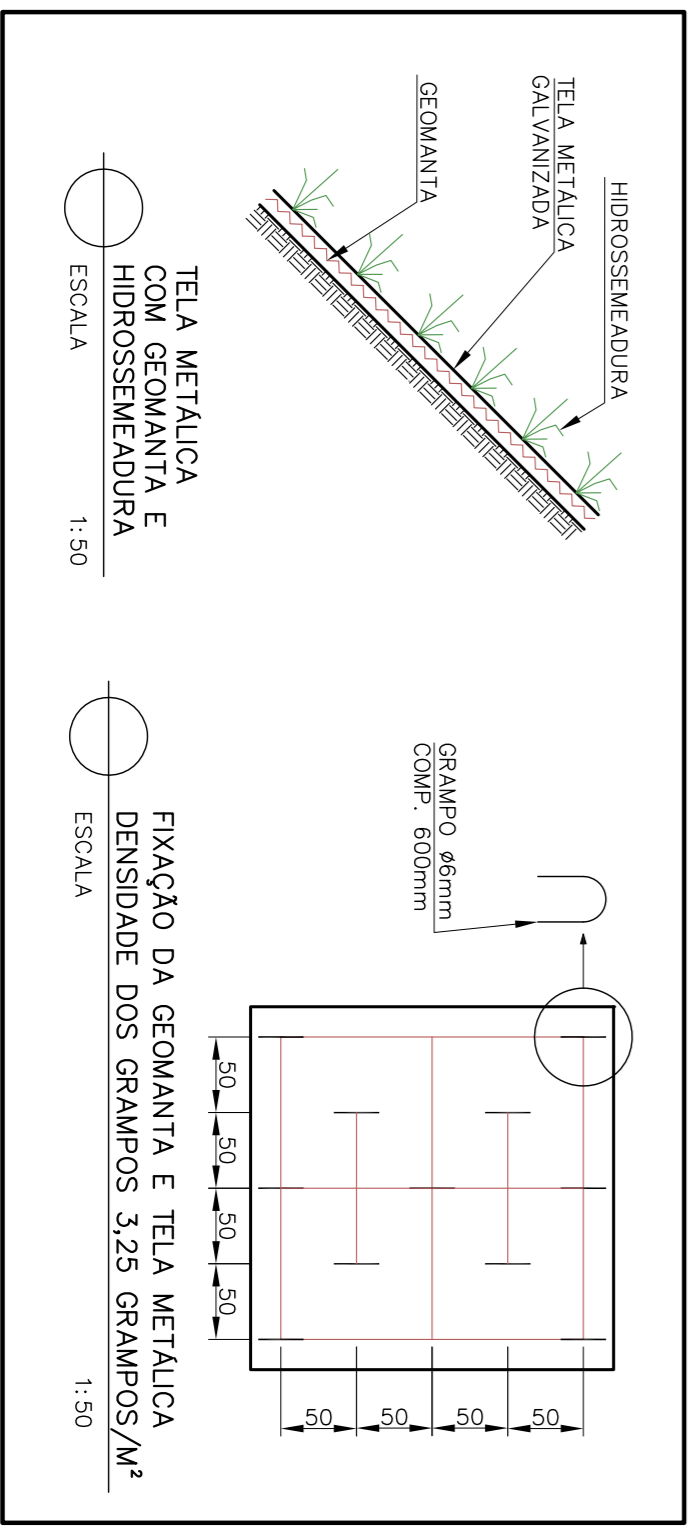 HIDROSSEMEADURA
TELA METÁLICA
GALVANIZADA
GEOMANTA
TELA METÁLICA
COM GEOMANTA E
HIDROSSEMEADURA
ESCALA
1:50
GRAMPO ø6mm
COMP. 600mm
50
50
50
50
50
50
50
50
FIXAÇÃO DA GEOMANTA E TELA METÁLICA
DENSIDADE DOS GRAMPOS 3,25 GRAMPOS/M²
ESCALA
1:50